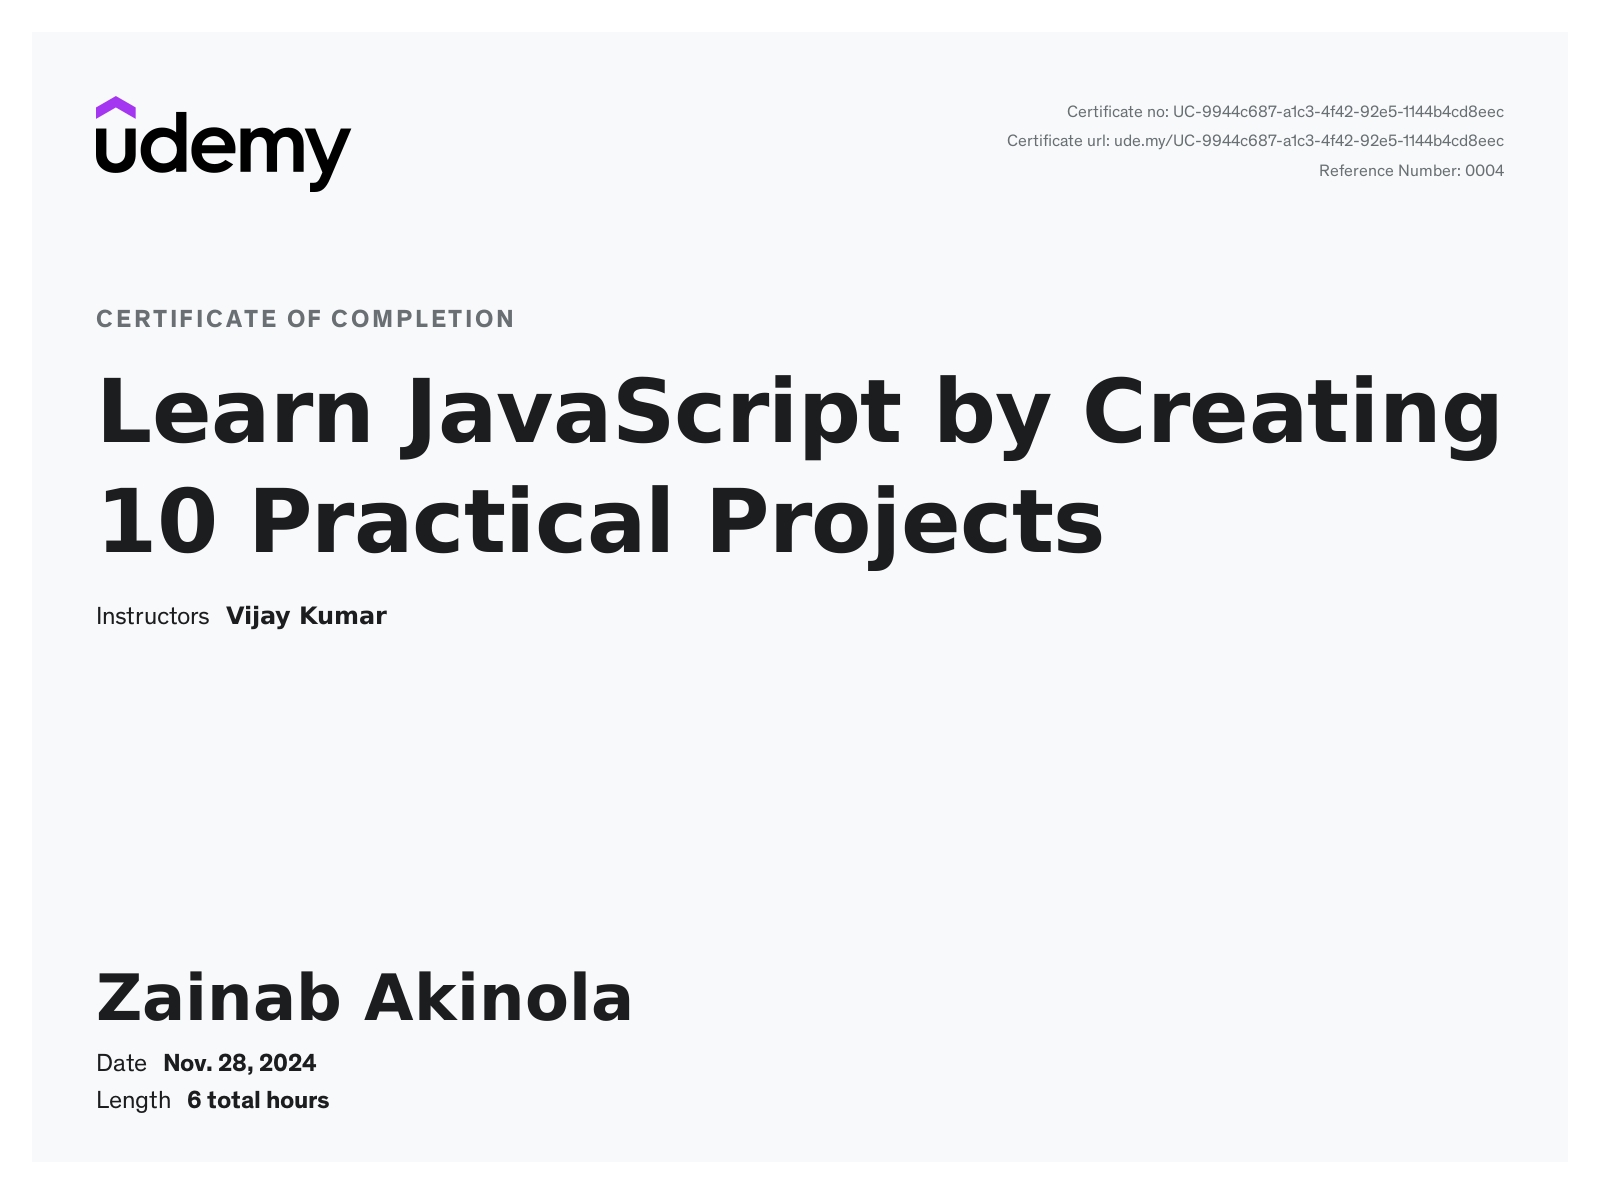 udemy
Certificate no: UC-9944c687-a1c3-4f42-92e5-1144b4cd8eec
Certificate url: ude.my/UC-9944c687-a1c3-4f42-92e5-1144b4cd8eec
Reference Number: 0004
CERTIFICATE OF COMPLETION
Learn JavaScript by Creating
10 Practical Projects
Instructors Vijay Kumar
Zainab Akinola
Date Nov. 28, 2024
Length 6 total hours